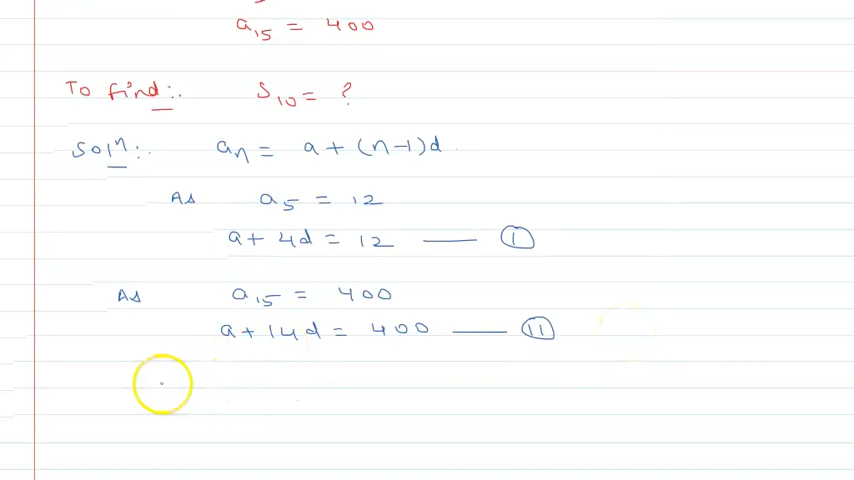 a₁₅ = 400
To find:. S₁₀ = ?
Solⁿ:. aₙ = a + (n-1)d
As a₅ = 12
a + 4d = 12 —— I
As a₁₅ = 400
a + 14d = 400 —— II